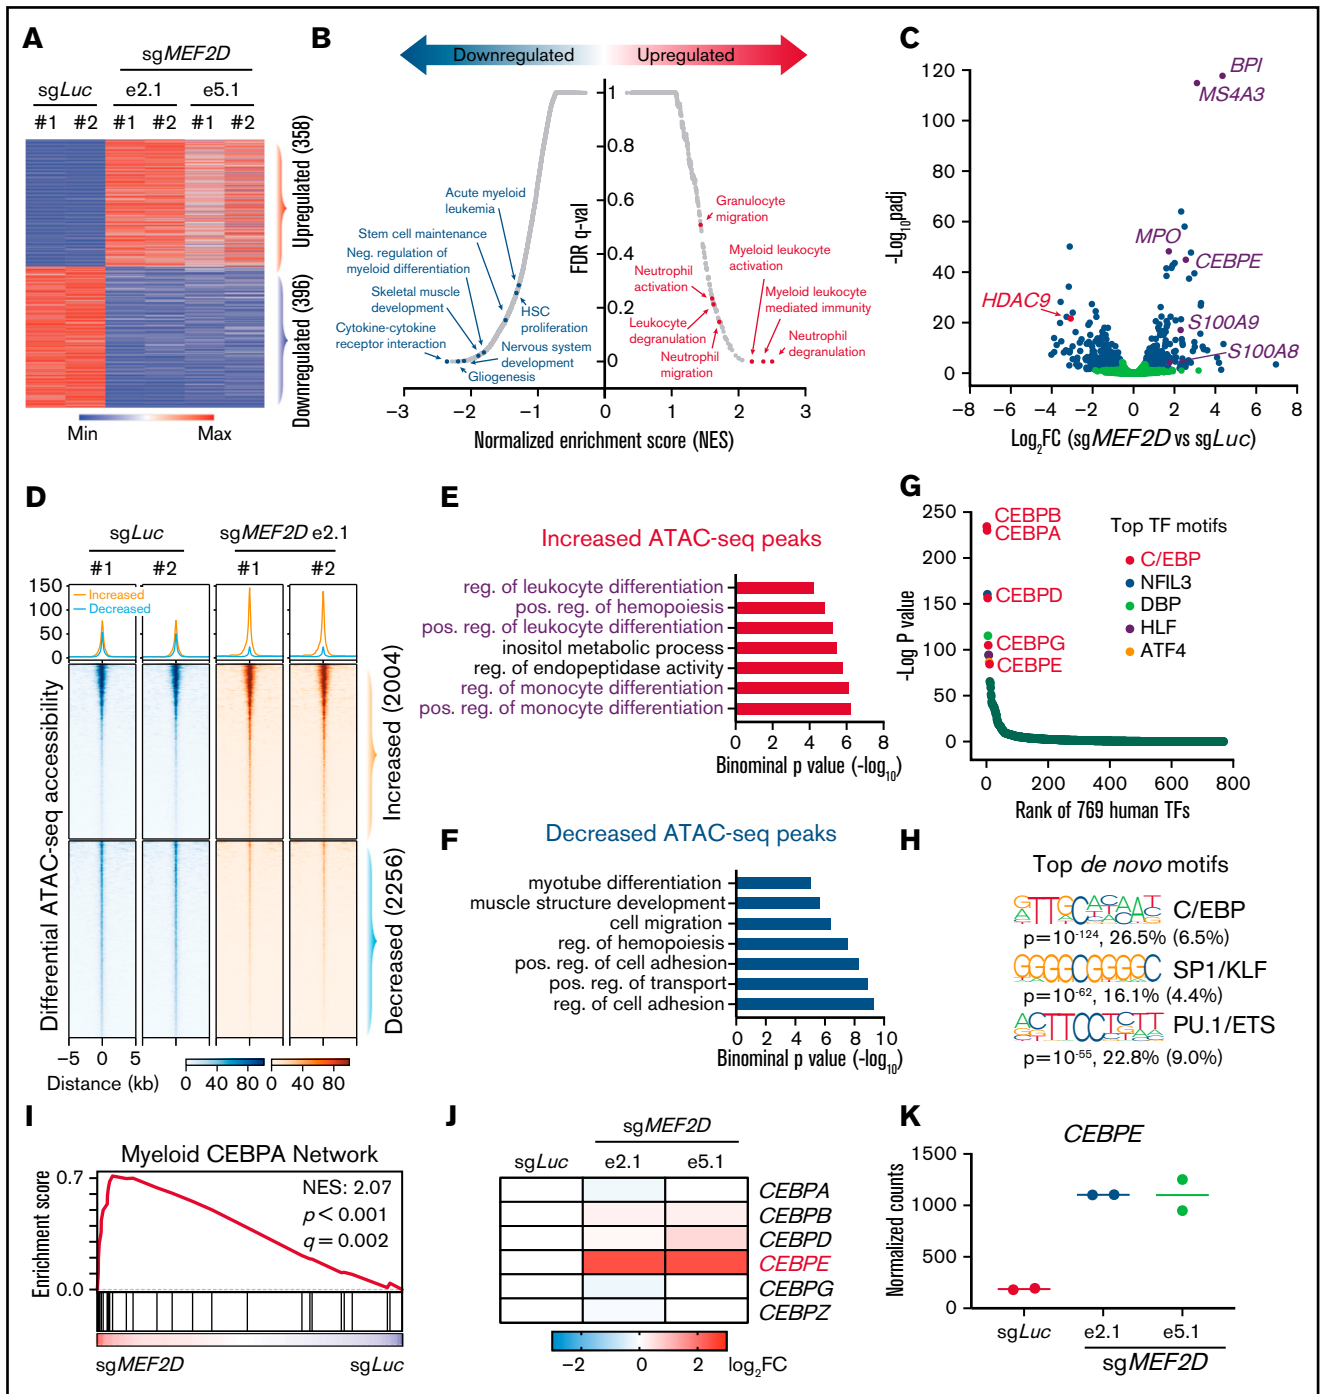 A
sgMEF2D
sgLuc
e2.1
e5.1
#1 #2 #1 #2 #1 #2
Upregulated (358)
Downregulated (396)
Min
Max
B
Downregulated
Upregulated
1
0.8
0.6
0.4
0.2
0
FDR q-val
Acute myeloid
leukemia
Stem cell maintenance
Neg. regulation of
myeloid differentiation
Skeletal muscle
development
Cytokine-cytokine
receptor interaction
HSC
proliferation
Nervous system
development
Gliogenesis
Granulocyte
migration
Myeloid leukocyte
activation
Neutrophil
activation
Myeloid leukocyte
mediated immunity
Leukocyte
degranulation
Neutrophil
degranulation
Neutrophil
migration
−3 −2 −1 0 1 2 3
Normalized enrichment score (NES)
C
120
100
80
60
40
20
0
-Log10padj
BPI
MS4A3
MPO
CEBPE
HDAC9
S100A9
S100A8
−8 −6 −4 −2 0 2 4 6 8
Log2FC (sgMEF2D vs sgLuc)
D
sgLuc
sgMEF2D e2.1
#1 #2 #1 #2
150
100
50
0
Increased
Decreased
Differential ATAC-seq accessibility
Increased (2004)
Decreased (2256)
−5 0 5
Distance (kb)
0 40 80
0 40 80
E
Increased ATAC-seq peaks
reg. of leukocyte differentiation
pos. reg. of hemopoiesis
pos. reg. of leukocyte differentiation
inositol metabolic process
reg. of endopeptidase activity
reg. of monocyte differentiation
pos. reg. of monocyte differentiation
0 2 4 6 8
Binominal p value (-log10)
F
Decreased ATAC-seq peaks
myotube differentiation
muscle structure development
cell migration
reg. of hemopoiesis
pos. reg. of cell adhesion
pos. reg. of transport
reg. of cell adhesion
0 2 4 6 8 10
Binominal p value (-log10)
G
250
200
150
100
50
0
-Log P value
CEBPB
CEBPA
CEBPD
CEBPG
CEBPE
Top TF motifs
C/EBP
NFIL3
DBP
HLF
ATF4
0 200 400 600 800
Rank of 769 human TFs
H
Top de novo motifs
C/EBP
p=10-124, 26.5% (6.5%)
GGGGCGGGGC
SP1/KLF
p=10-62, 16.1% (4.4%)
PU.1/ETS
p=10-55, 22.8% (9.0%)
I
Myeloid CEBPA Network
0.7
0.0
Enrichment score
NES: 2.07
p< 0.001
q= 0.002
sgMEF2D
sgLuc
J
sgMEF2D
sgLuc
e2.1
e5.1
CEBPA
CEBPB
CEBPD
CEBPE
CEBPG
CEBPZ
−2 0 2 log2FC
K
CEBPE
1500
1000
500
0
Normalized counts
sgLuc
e2.1
e5.1
sgMEF2D